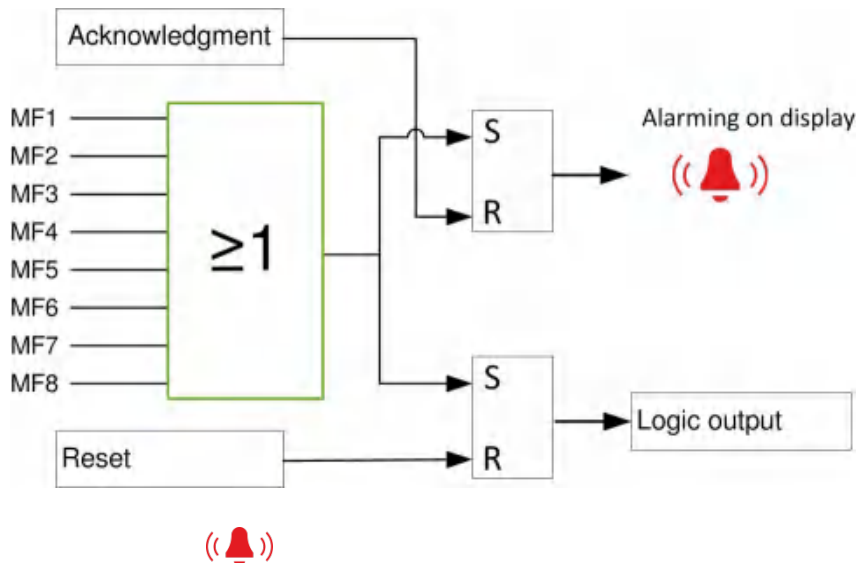 Acknowledgment
MF1
MF2
MF3
MF4
MF5
MF6
MF7
MF8
≥1
S
R
Alarming on display
S
R
Logic output
Reset